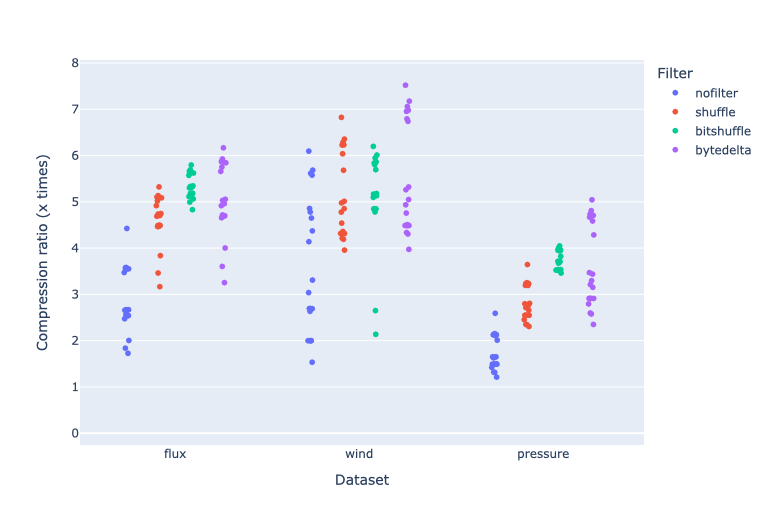 Filter
nofilter
shuffle
bitshuffle
bytedelta
Compression ratio (x times)
8
7
6
5
4
3
2
1
0
flux
wind
pressure
Dataset